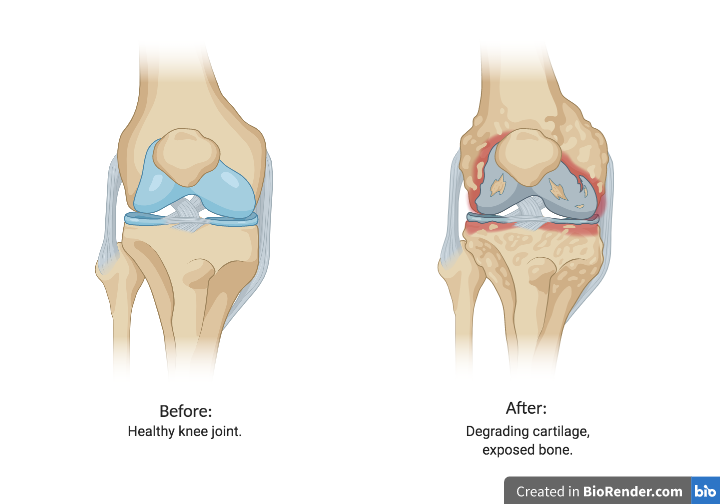 Before:
Healthy knee joint.
After:
Degrading cartilage,
exposed bone.
Created in BioRender.com bio